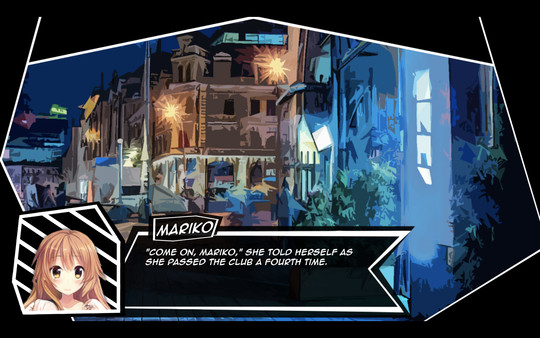 MARIKO
"COME ON, MARIKO," SHE TOLD HERSELF AS
SHE PASSED THE CLUB A FOURTH TIME.